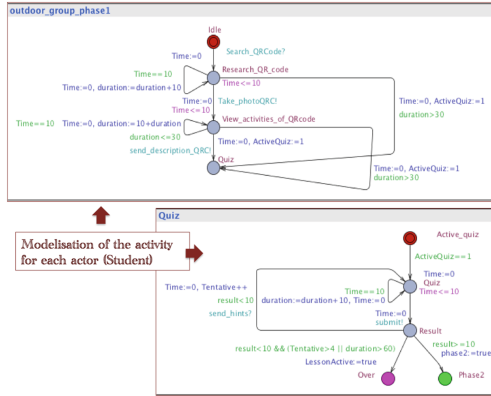 outdoor_group_phase1
Idle
Search_QRCode?
Time:=0
Research_QR_code
Time==10
Time<=10
Time:=0, duration:=duration+10
Time:=0
Take_photoQRC!
Time:=0, ActiveQuiz:=1
duration>30
Time<=10
View_activities_of_QRcode
Time==10 Time:=0, duration:=10+duration
duration<=30
Time:=0, ActiveQuiz:=1
send_description_QRC!
Quiz
Time:=0, ActiveQuiz:=1
duration>30
Quiz
Modelisation of the activity
for each actor (Student)
Active_quiz
ActiveQuiz==1
Time:=0
Quiz
Time<=10
Time:=0, Tentative++
result<10
send_hints?
Time==10
duration:=duration+10, Time:=0
Time:=0
submit!
Result
result<10 && (Tentative>4 || duration>60)
LessonActive:=true
result>=10
phase2:=true
Over
Phase2